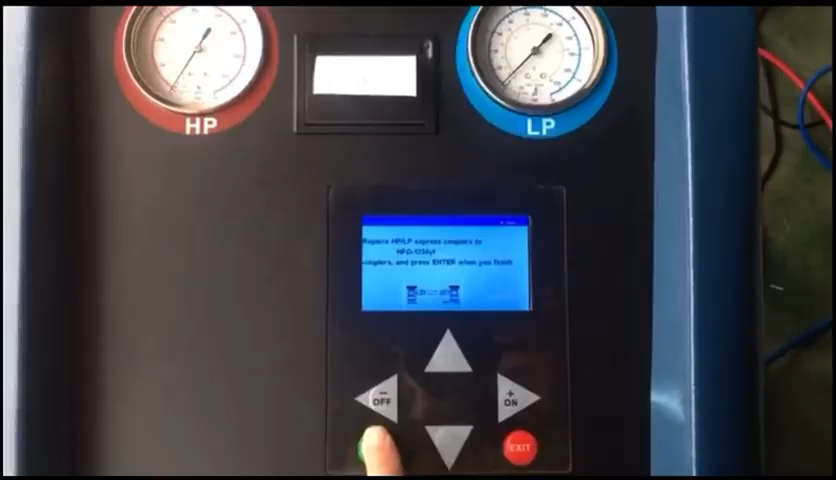 HP
LP
Repalre HP/LP express couplers to
HFO-1234yf
couplers, and press ENTER when you finish
−
OFF
+
ON
EXIT